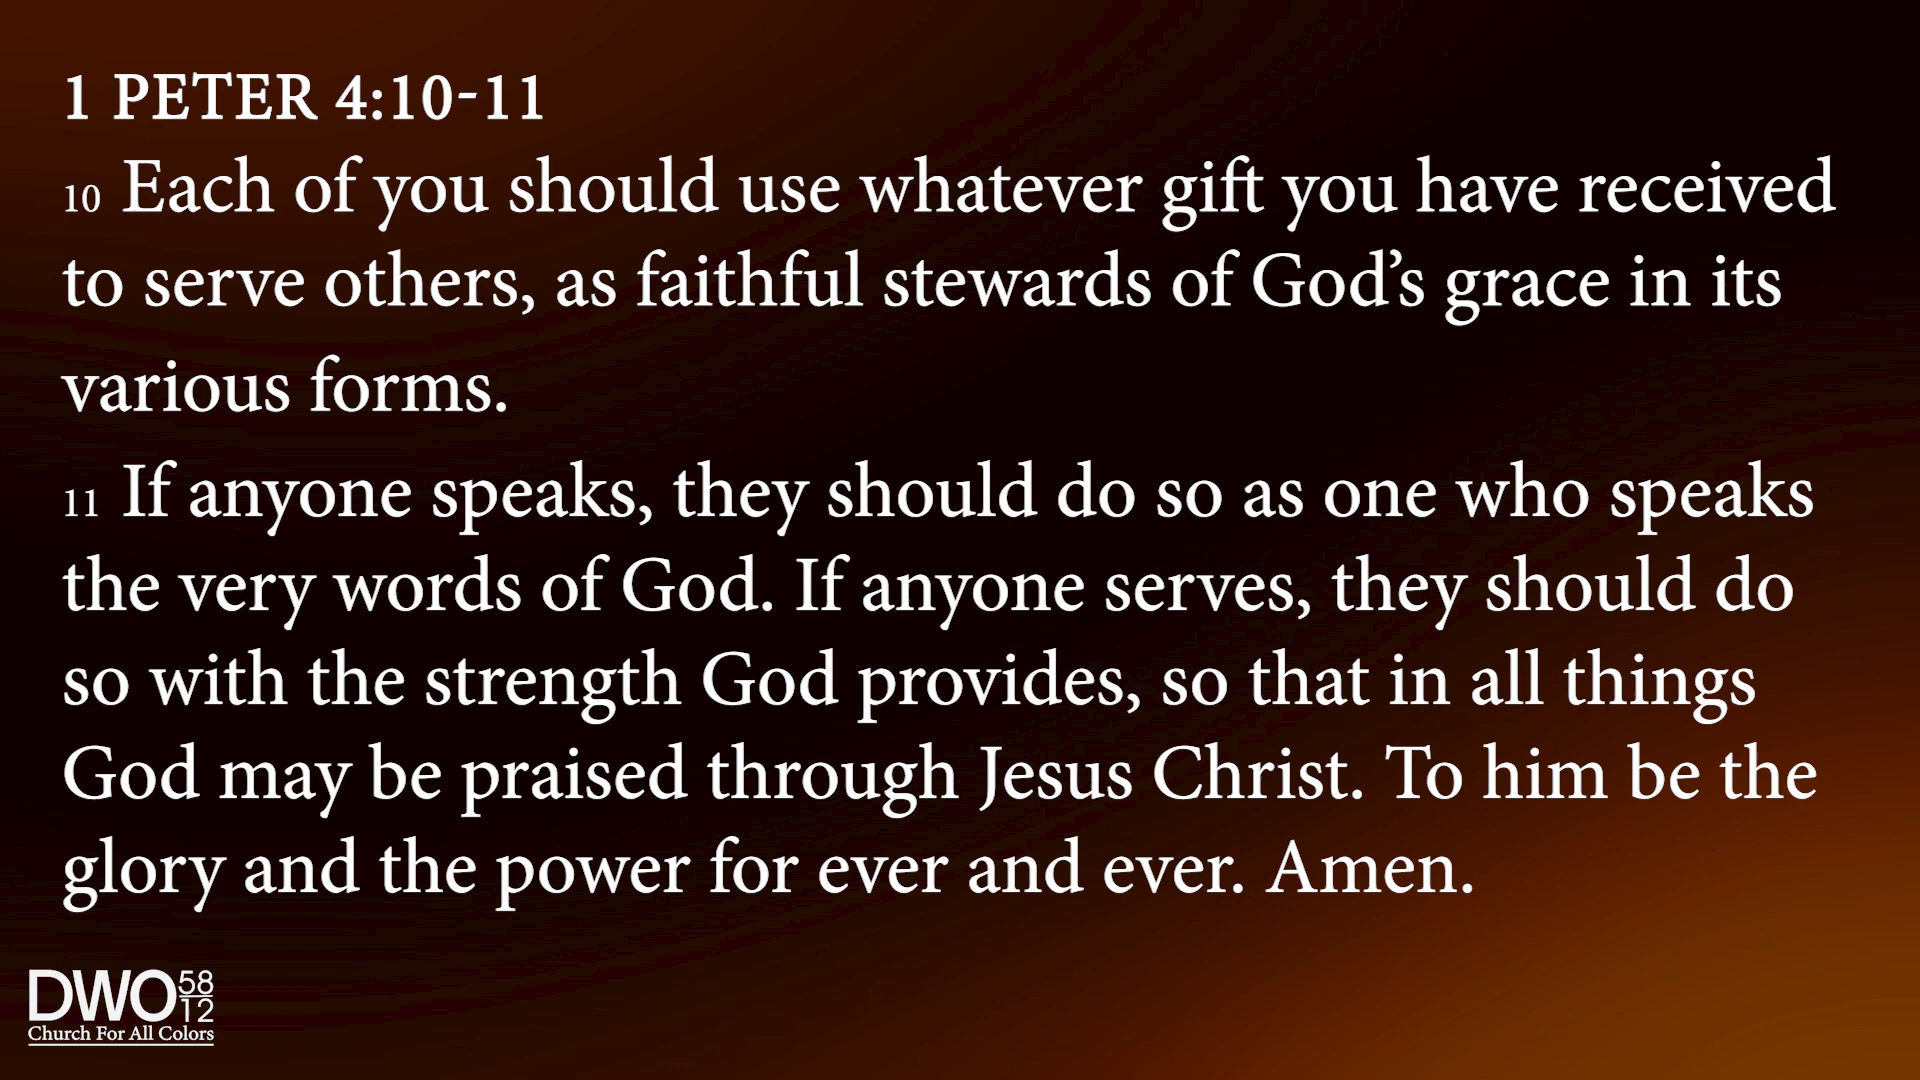 1 PETER 4:10-11
10 Each of you should use whatever gift you have received
to serve others, as faithful stewards of God’s grace in its
various forms.
11 If anyone speaks, they should do so as one who speaks
the very words of God. If anyone serves, they should do
so with the strength God provides, so that in all things
God may be praised through Jesus Christ. To him be the
glory and the power for ever and ever. Amen.
DWO 58
12
Church For All Colors